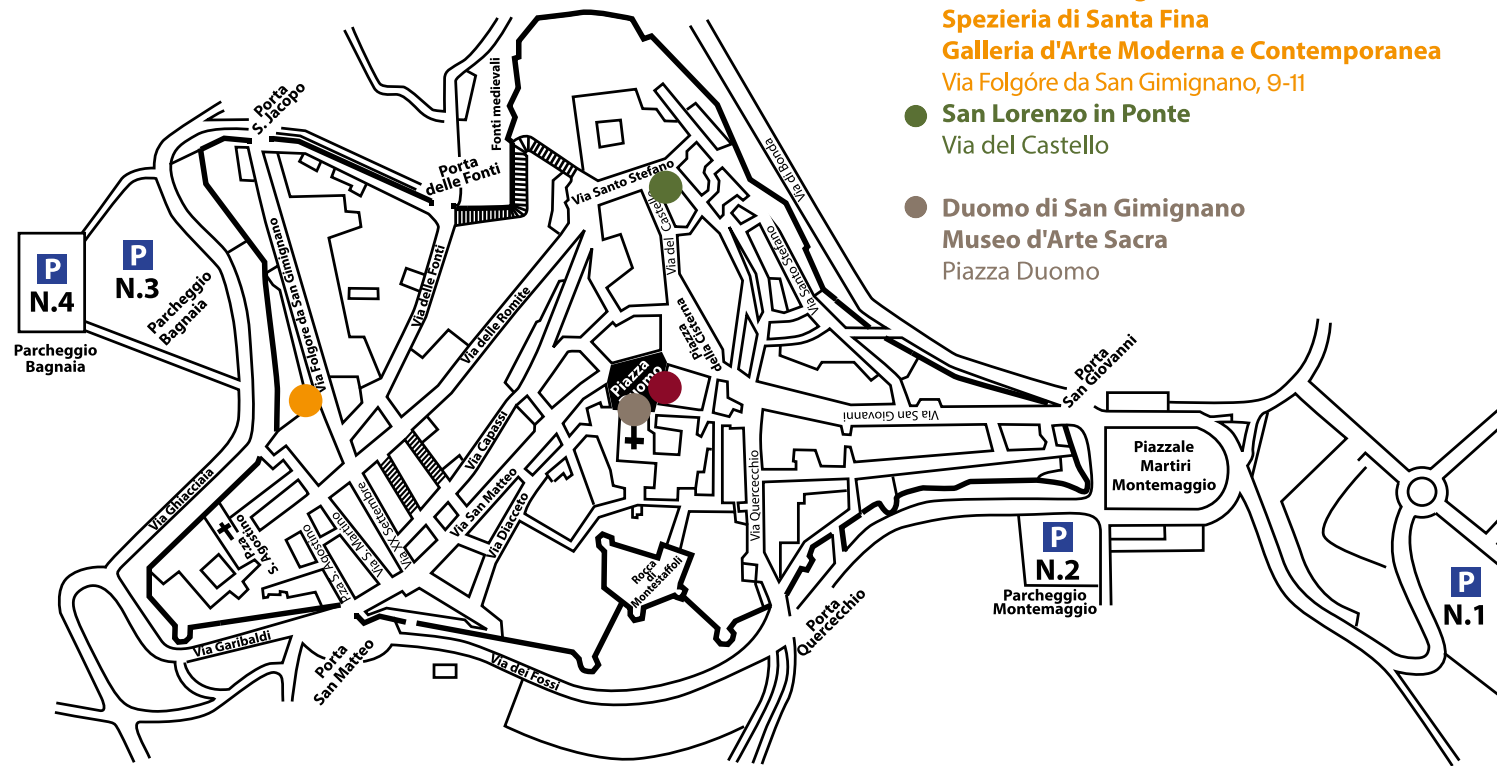 Spezieria di Santa Fina
Galleria d'Arte Moderna e Contemporanea
Via Folgóre da San Gimignano, 9-11
San Lorenzo in Ponte
Via del Castello
Duomo di San Gimignano
Museo d'Arte Sacra
Piazza Duomo
Fonti medievali
Porta
S. Jacopo
Porta
delle Fonti
Via Santo Stefano
Via di Bonda
Via del Castello
Via Santo Stefano
Via Folgore da San Gimignano
Via delle Fonti
Via delle Romite
P
N.4
P
N.3
Parcheggio
Bagnaia
Parcheggio
Bagnaia
Piazza
della Cisterna
Piazza
Duomo
Porta
San Giovanni
Via San Giovanni
Via Capassi
Via San Matteo
Via Diacceto
Via Quercecchio
Piazzale
Martiri
Montemaggio
Via Ghiacciaia
P.za
S. Agostino
P.za S. Agostino
Via S. Martino
Via XX Settembre
Rocca
di
Montestaffoli
P
N.2
Parcheggio
Montemaggio
P
N.1
Porta
Quercecchio
Via Garibaldi
Porta
San Matteo
Via dei Fossi